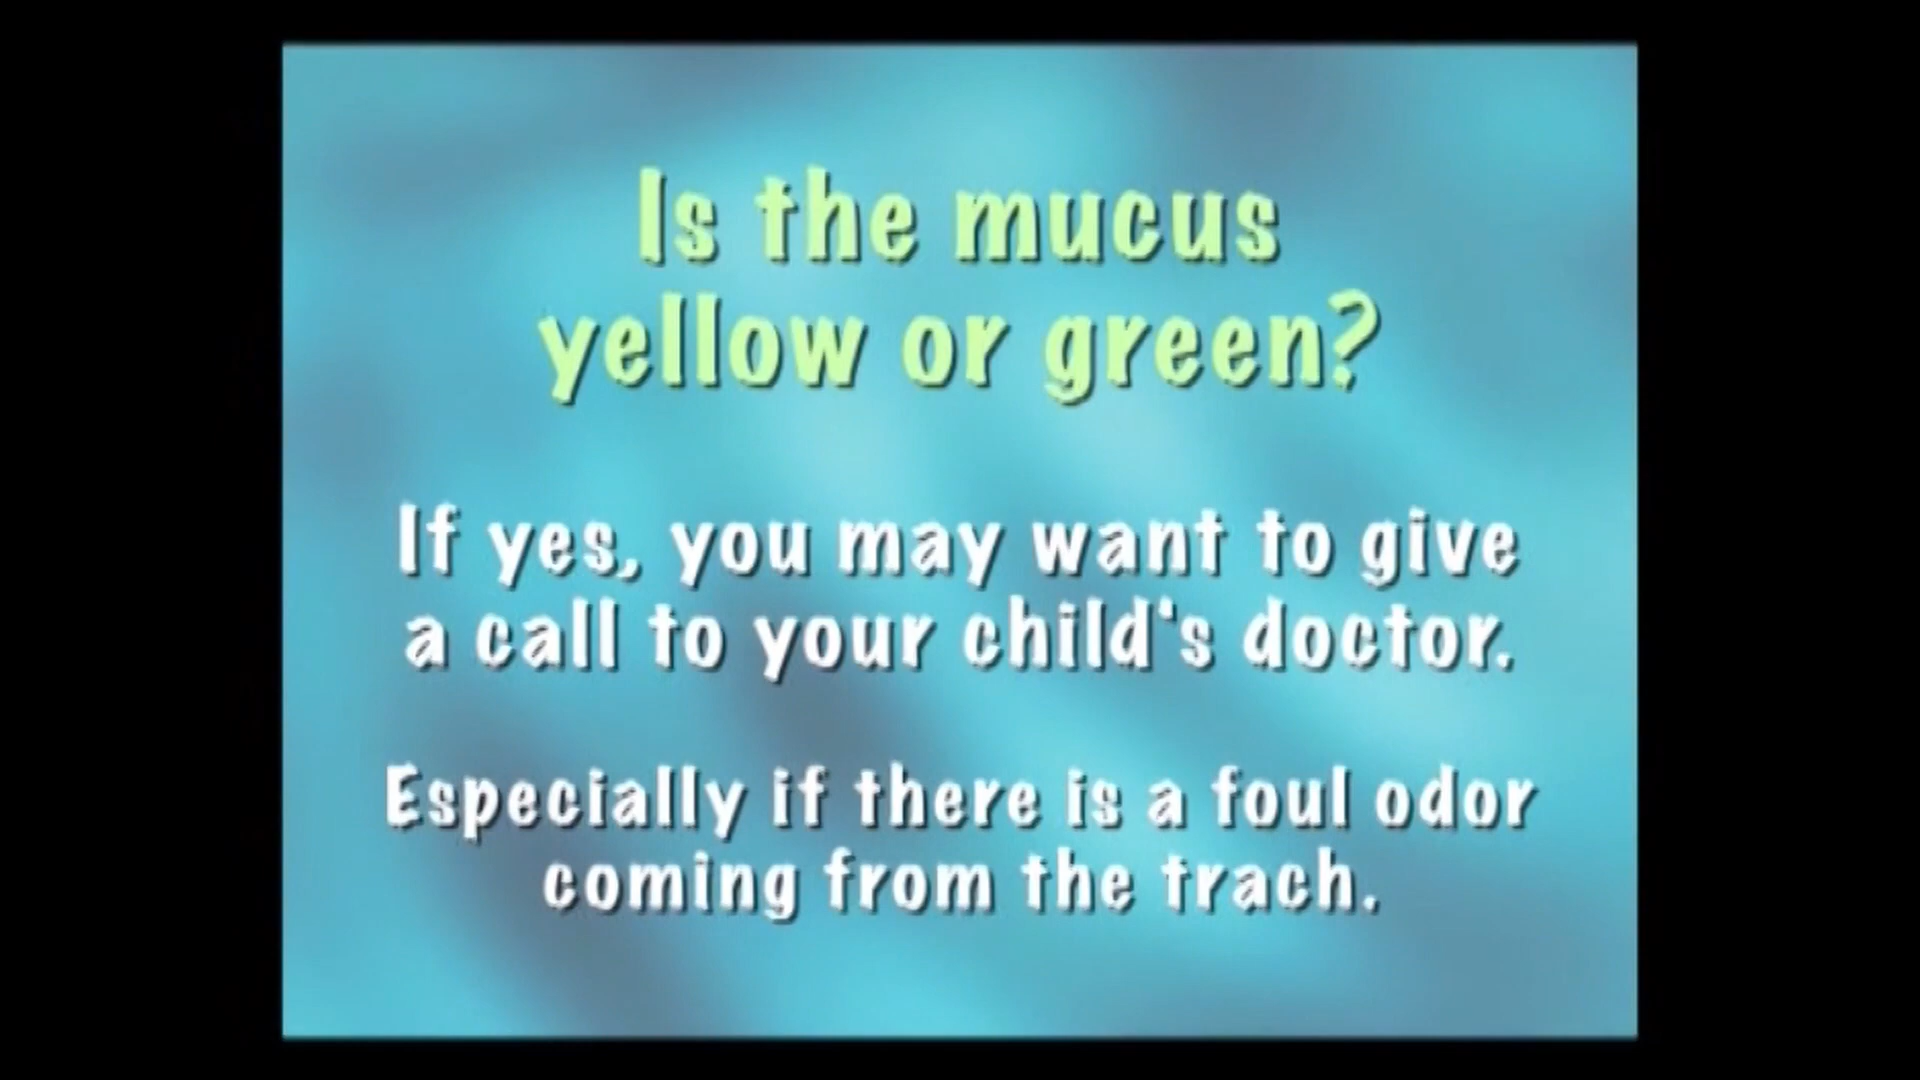 Is the mucus
yellow or green?
If yes, you may want to give
a call to your child's doctor.
Especially if there is a foul odor
coming from the trach.